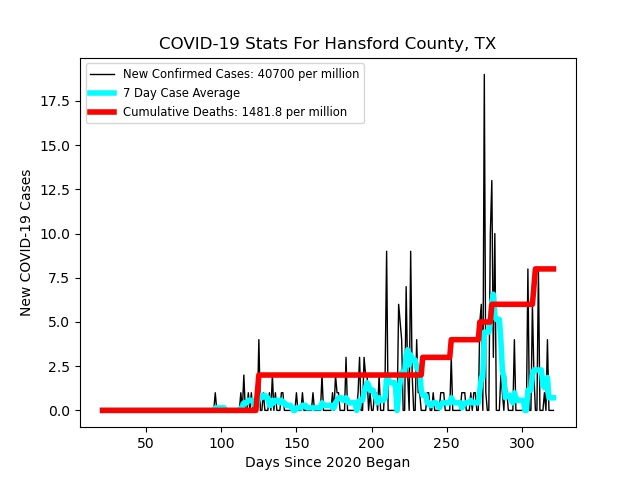 COVID-19 Stats For Hansford County, TX
New Confirmed Cases: 40700 per million
7 Day Case Average
Cumulative Deaths: 1481.8 per million
New COVID-19 Cases
17.5
15.0
12.5
10.0
7.5
5.0
2.5
0.0
50 100 150 200 250 300
Days Since 2020 Began